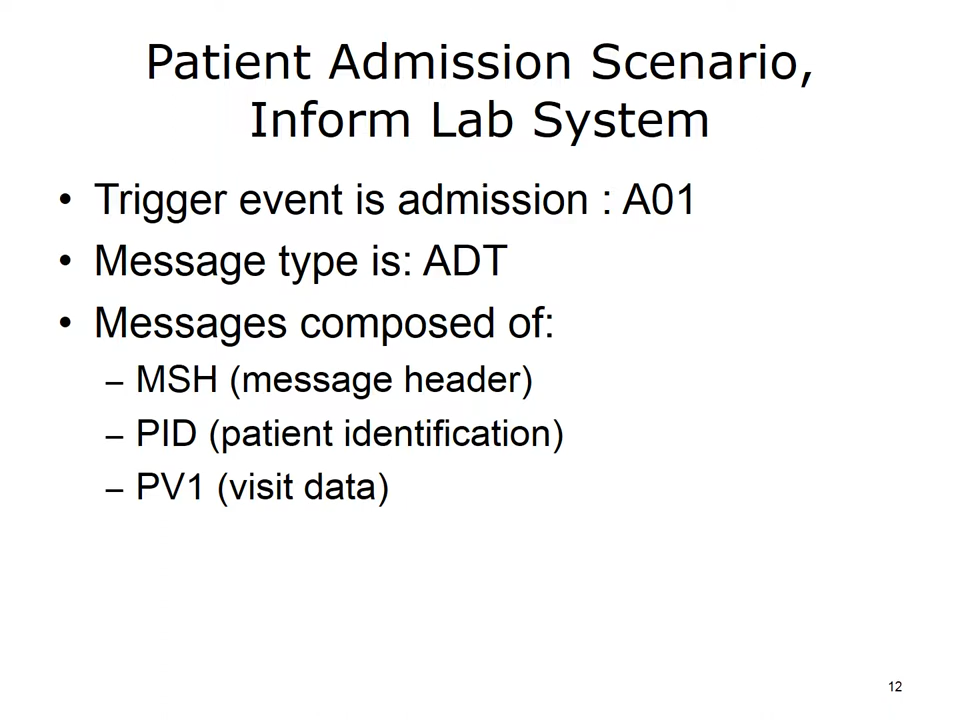 Patient Admission Scenario,
Inform Lab System
• Trigger event is admission : A01
• Message type is: ADT
• Messages composed of:
– MSH (message header)
– PID (patient identification)
– PV1 (visit data)
12